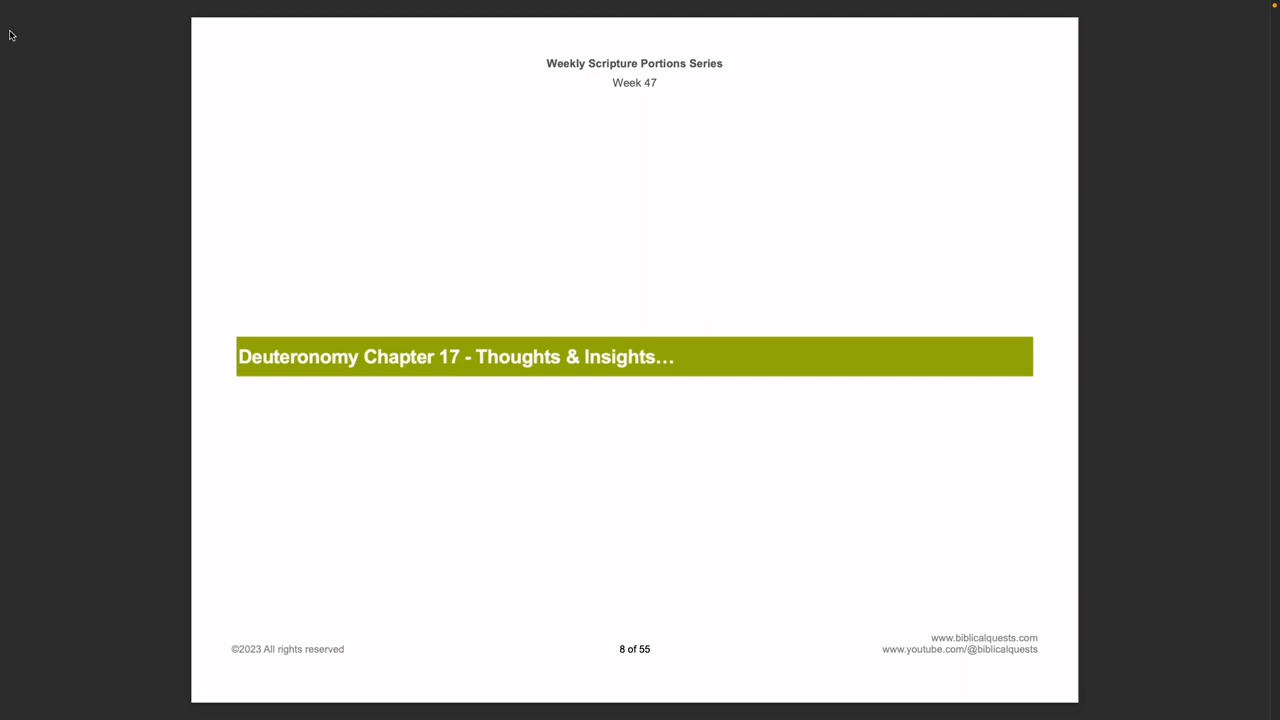 Weekly Scripture Portions Series
Week 47
Deuteronomy Chapter 17 - Thoughts & Insights…
www.biblicalquests.com
©2023 All rights reserved
8 of 55
www.youtube.com/@biblicalquests